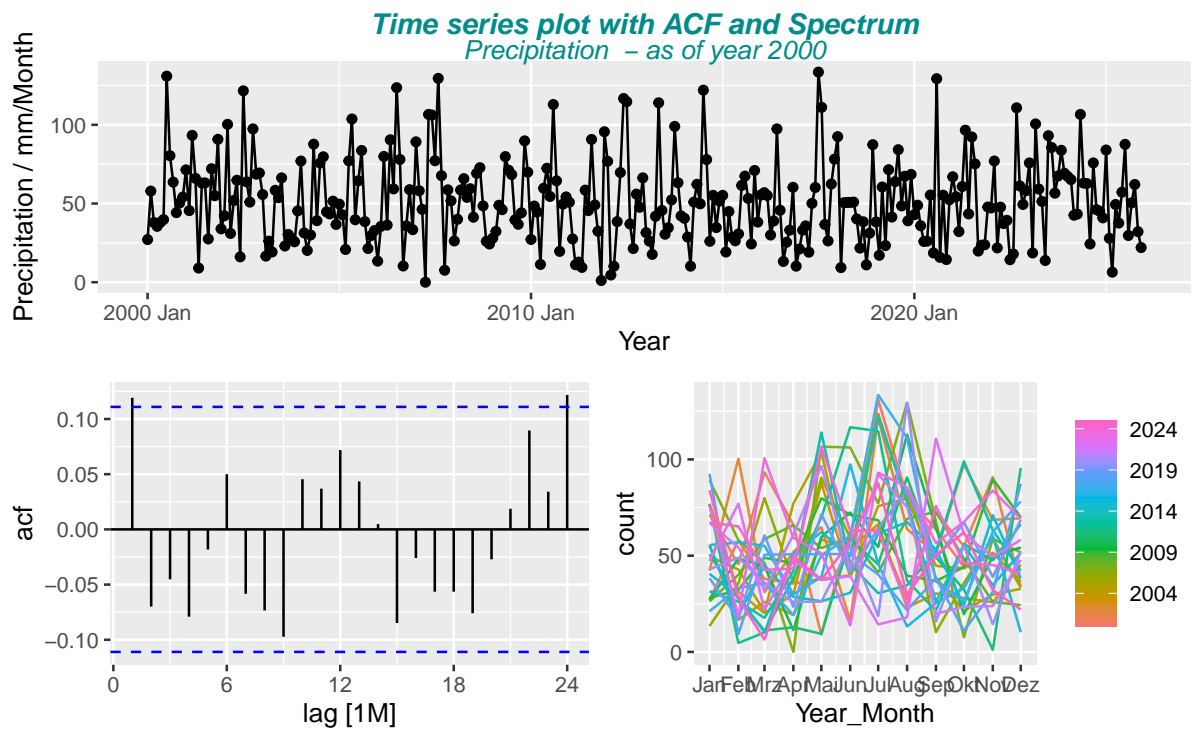 Time series plot with ACF and Spectrum
Precipitation – as of year 2000
Precipitation / mm/Month
100
50
0
2000 Jan
2010 Jan
2020 Jan
Year
acf
0.10
0.05
0.00
−0.05
−0.10
0
6
12
18
24
lag [1M]
count
100
50
0
Jan Feb Mrz Apr Mai Jun Jul Aug Sep Okt Nov Dez
Year_Month
2024
2019
2014
2009
2004